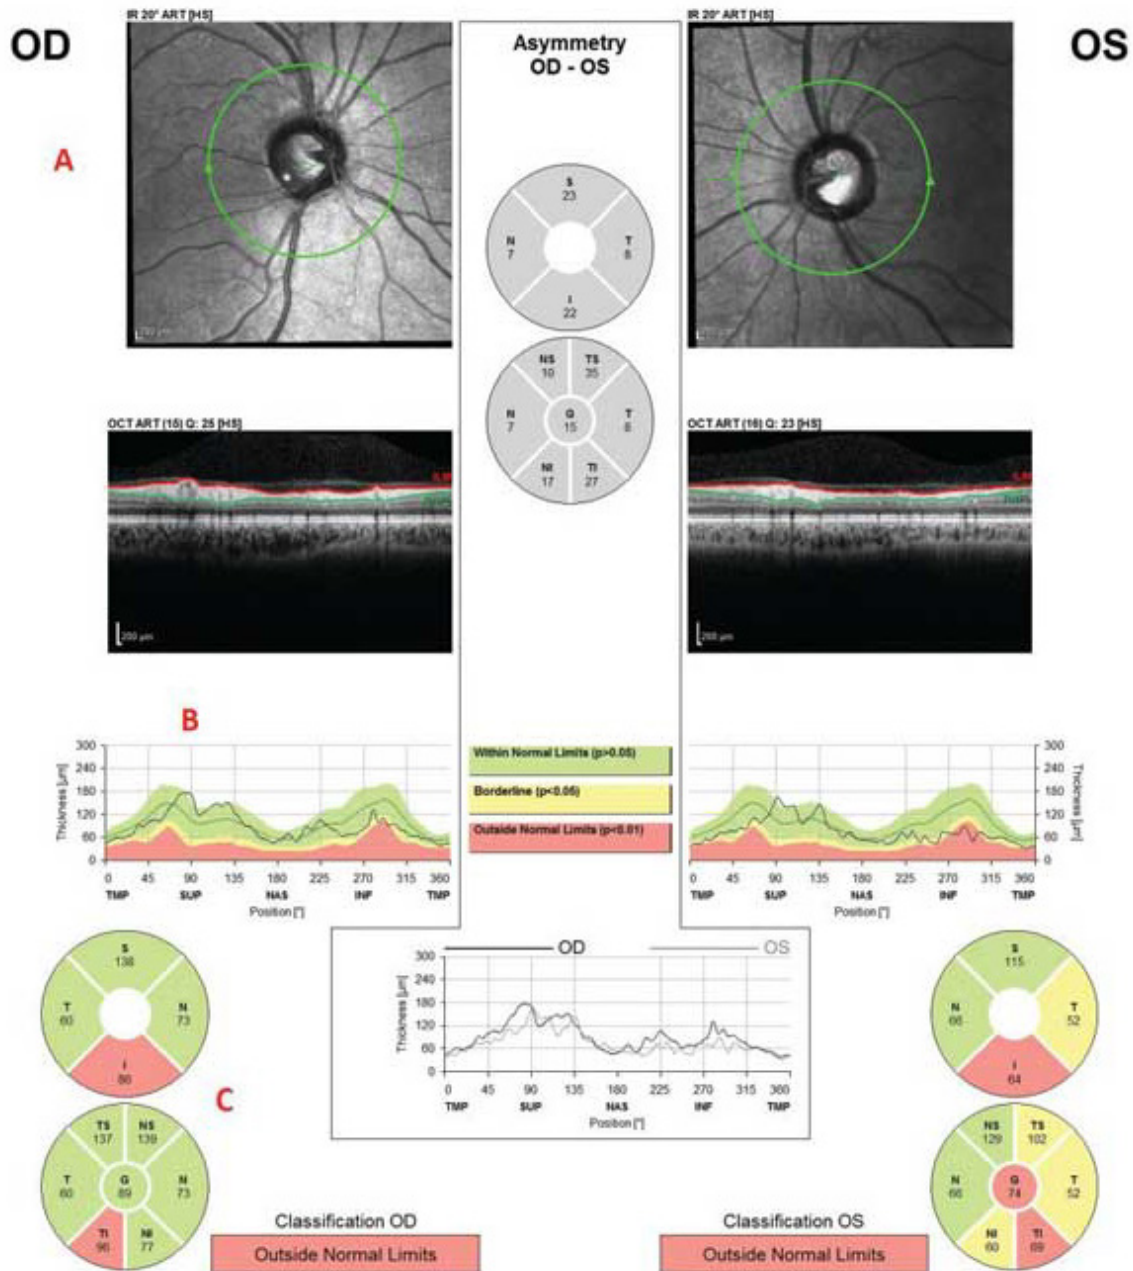 IR 20° ART [HS]
IR 20° ART [HS]
OD
Asymmetry
OD - OS
OS
A
S
23
N
7
T
8
I
22
NS
10
TS
35
N
7
G
15
T
8
NI
17
TI
27
OCT ART (15) Q: 25 [HS]
OCT ART (16) Q: 23 [HS]
200 µm
200 µm
B
Within Normal Limits (p>0.05)
Borderline (p<0.05)
Outside Normal Limits (p<0.01)
Thickness [µm]
300
240
180
120
60
0
0 45 90 135 180 225 270 315 360
TMP SUP NAS INF TMP
Position [°]
Thickness [µm]
300
240
180
120
60
0
0 45 90 135 180 225 270 315 360
TMP SUP NAS INF TMP
Position [°]
OD OS
Thickness [µm]
300
240
180
120
60
0
0 45 90 135 180 225 270 315 360
TMP SUP NAS INF TMP
Position [°]
S
138
T
60
N
73
I
86
S
115
N
66
T
52
I
64
C
TS
137
NS
139
T
60
G
89
N
73
TI
96
NI
77
NS
129
TS
102
N
66
G
74
T
52
NI
60
TI
69
Classification OD
Outside Normal Limits
Classification OS
Outside Normal Limits